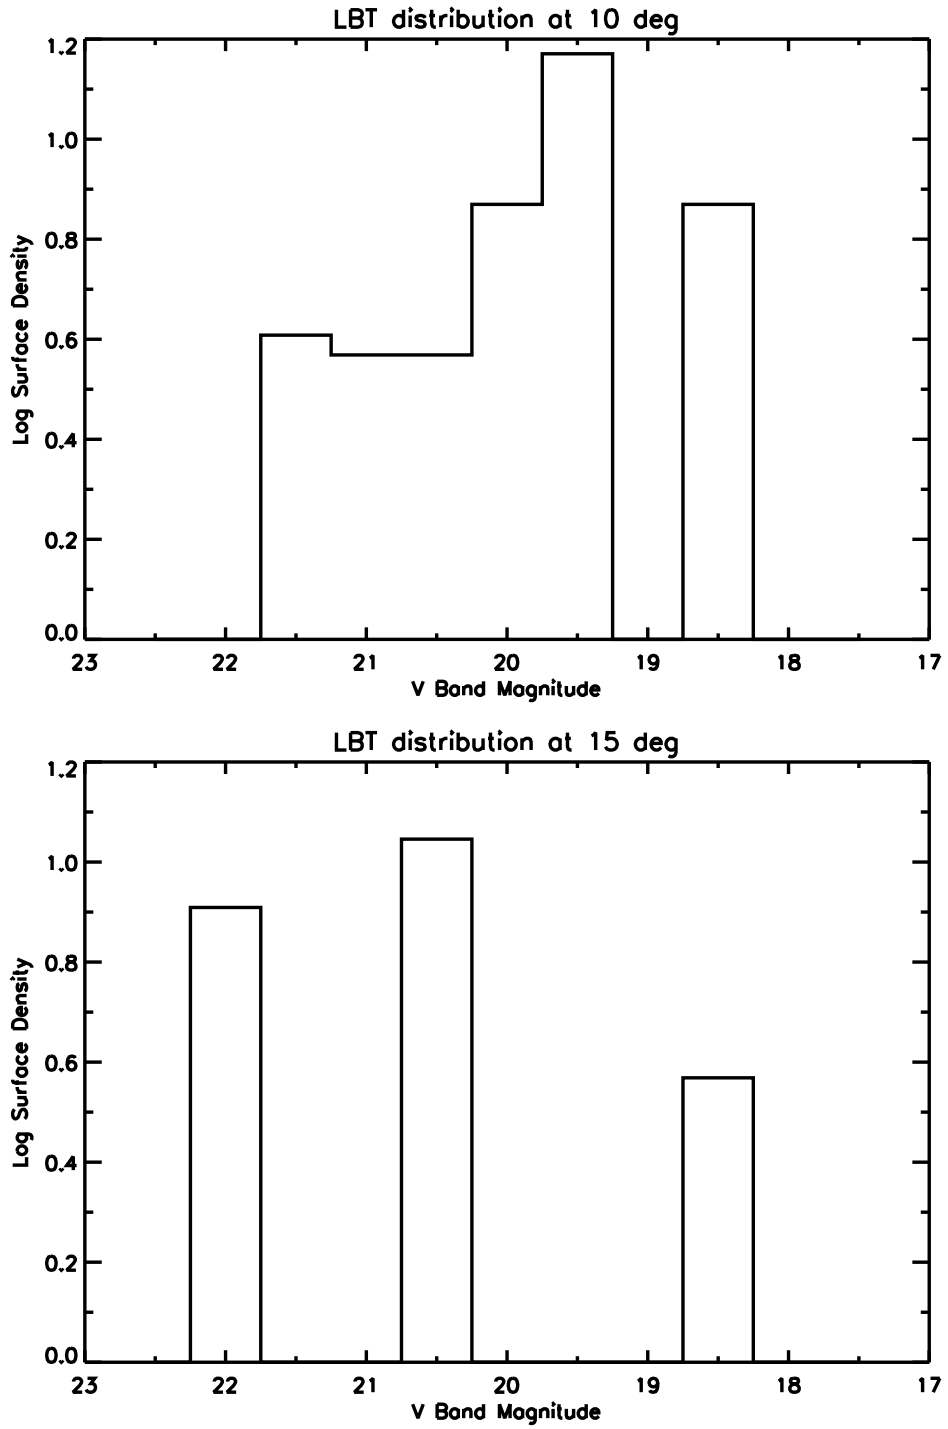 LBT distribution at 10 deg
1.2
1.0
0.8
0.6
0.4
0.2
0.0
Log Surface Density
23 22 21 20 19 18 17
V Band Magnitude
LBT distribution at 15 deg
1.2
1.0
0.8
0.6
0.4
0.2
0.0
Log Surface Density
23 22 21 20 19 18 17
V Band Magnitude